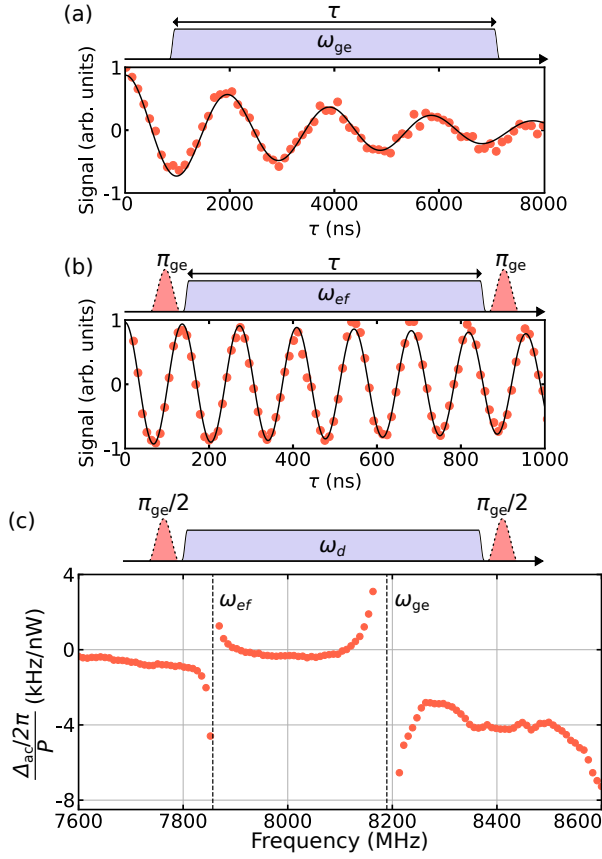 (a)
τ
ω_ge
Signal (arb. units)
1
0
-1
0 2000 4000 6000 8000
τ (ns)
(b)
π_ge τ π_ge
ω_ef
Signal (arb. units)
1
0
-1
0 200 400 600 800 1000
τ (ns)
(c)
π_ge/2 π_ge/2
ω_d
Δ_ac/2π
P
(kHz/nW)
4
0
-4
-8
ω_ef ω_ge
7600 7800 8000 8200 8400 8600
Frequency (MHz)